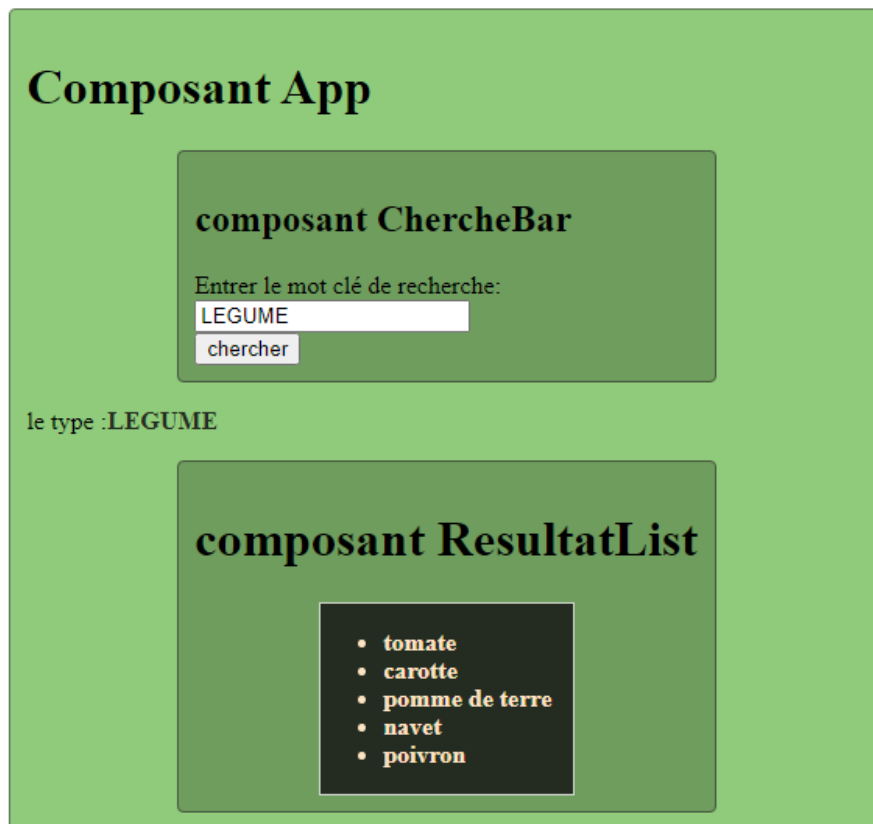 Composant App
composant ChercheBar
Entrer le mot clé de recherche:
LEGUME
chercher
le type :LEGUME
composant ResultatList
tomate
carotte
pomme de terre
navet
poivron